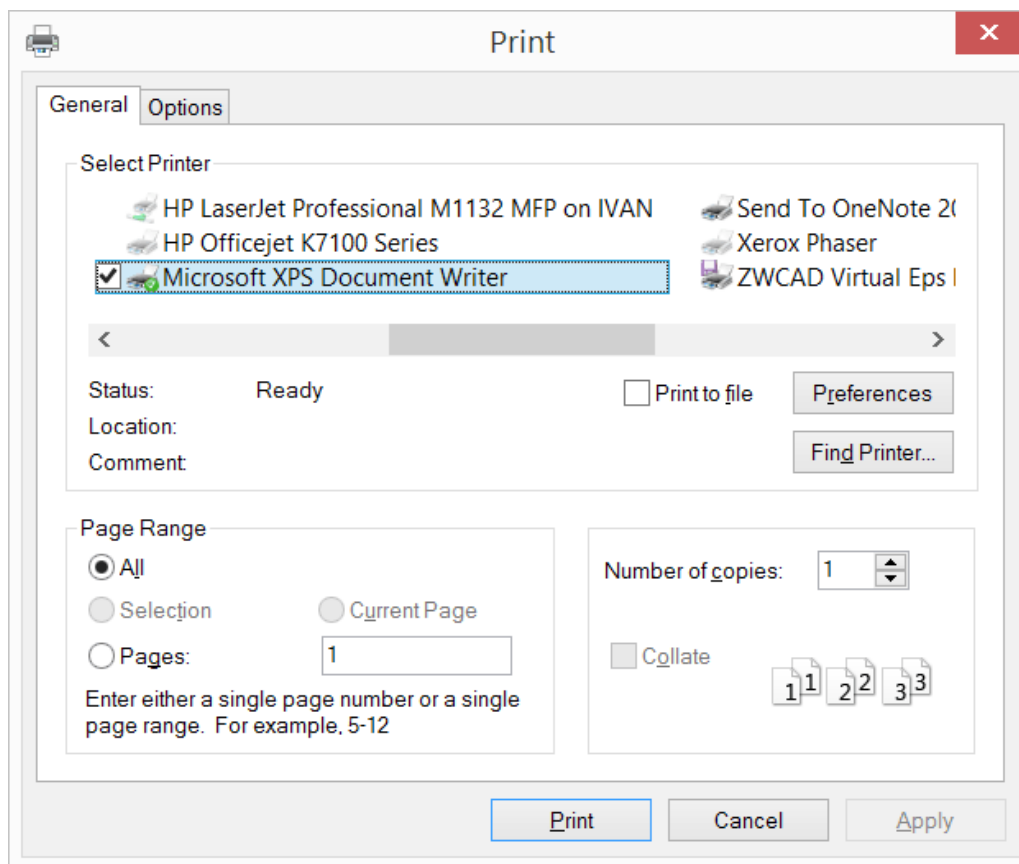 Print
General Options
Select Printer
HP LaserJet Professional M1132 MFP on IVAN Send To OneNote 20
HP Officejet K7100 Series Xerox Phaser
Microsoft XPS Document Writer ZWCAD Virtual Eps
Status: Ready Print to file Preferences
Location:
Comment: Find Printer...
Page Range
All Number of copies: 1
Selection Current Page
Pages: 1 Collate 1 1 2 2 3 3
Enter either a single page number or a single
page range. For example, 5-12
Print Cancel Apply